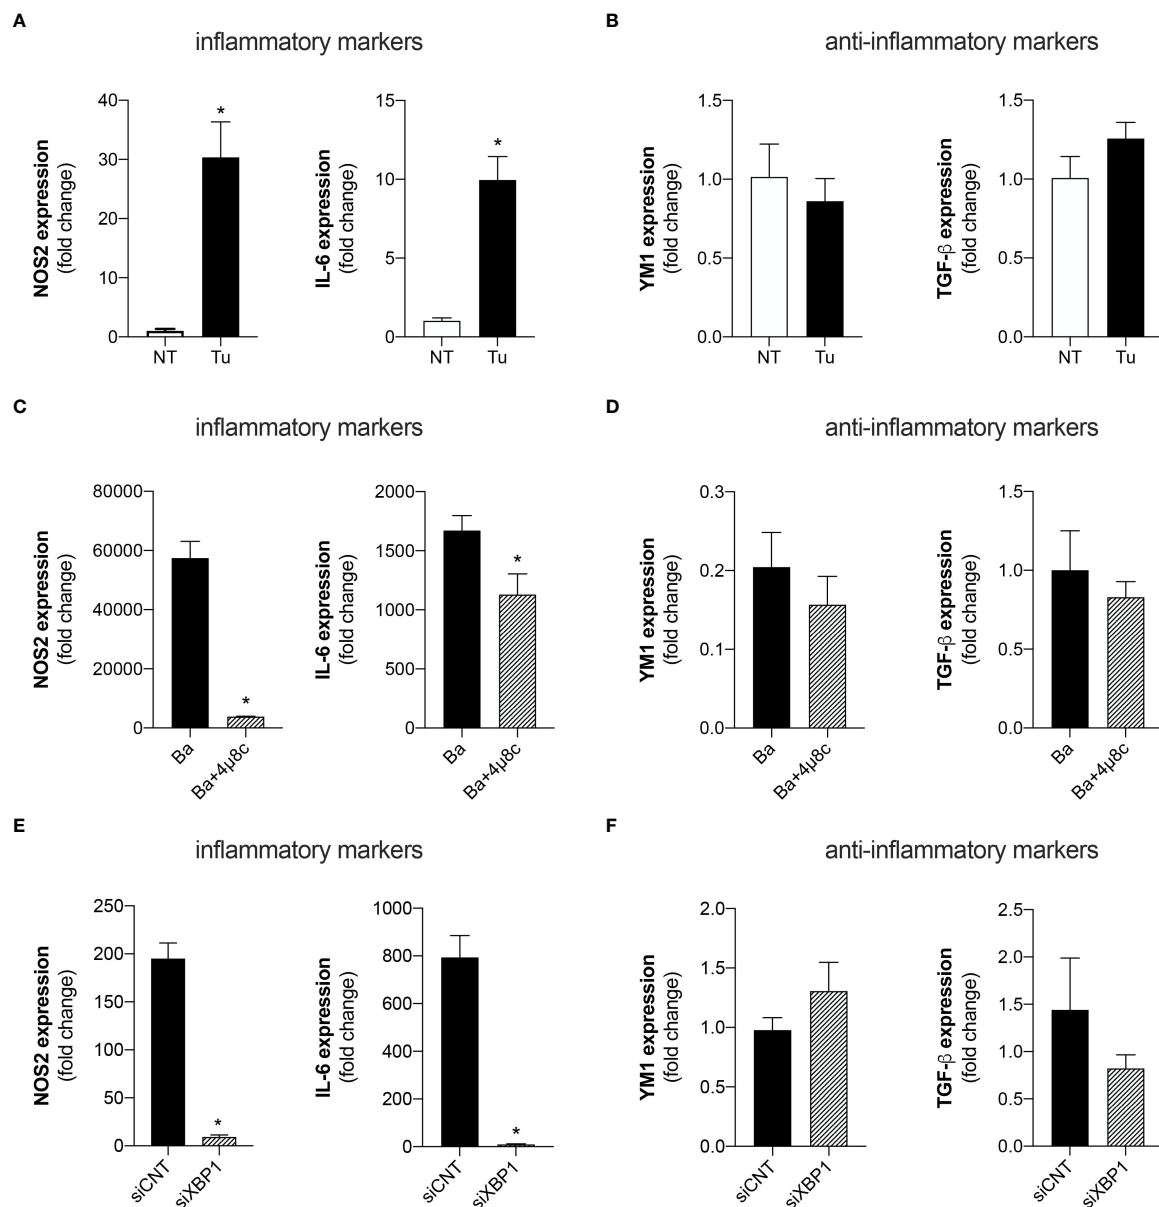 A
inflammatory markers
NOS2 expression
(fold change)
40
30
20
10
0
*
NT
Tu
IL-6 expression
(fold change)
15
10
5
0
*
NT
Tu
B
anti-inflammatory markers
YM1 expression
(fold change)
1.5
1.0
0.5
0.0
NT
Tu
TGF-β expression
(fold change)
1.5
1.0
0.5
0.0
NT
Tu
C
inflammatory markers
NOS2 expression
(fold change)
80000
60000
40000
20000
0
*
Ba
Ba+4µ8c
IL-6 expression
(fold change)
2000
1500
1000
500
0
*
Ba
Ba+4µ8c
D
anti-inflammatory markers
YM1 expression
(fold change)
0.3
0.2
0.1
0.0
Ba
Ba+4µ8c
TGF-β expression
(fold change)
1.5
1.0
0.5
0.0
Ba
Ba+4µ8c
E
inflammatory markers
NOS2 expression
(fold change)
250
200
150
100
50
0
*
siCNT
siXBP1
IL-6 expression
(fold change)
1000
800
600
400
200
0
*
siCNT
siXBP1
F
anti-inflammatory markers
YM1 expression
(fold change)
2.0
1.5
1.0
0.5
0.0
siCNT
siXBP1
TGF-β expression
(fold change)
2.5
2.0
1.5
1.0
0.5
0.0
siCNT
siXBP1